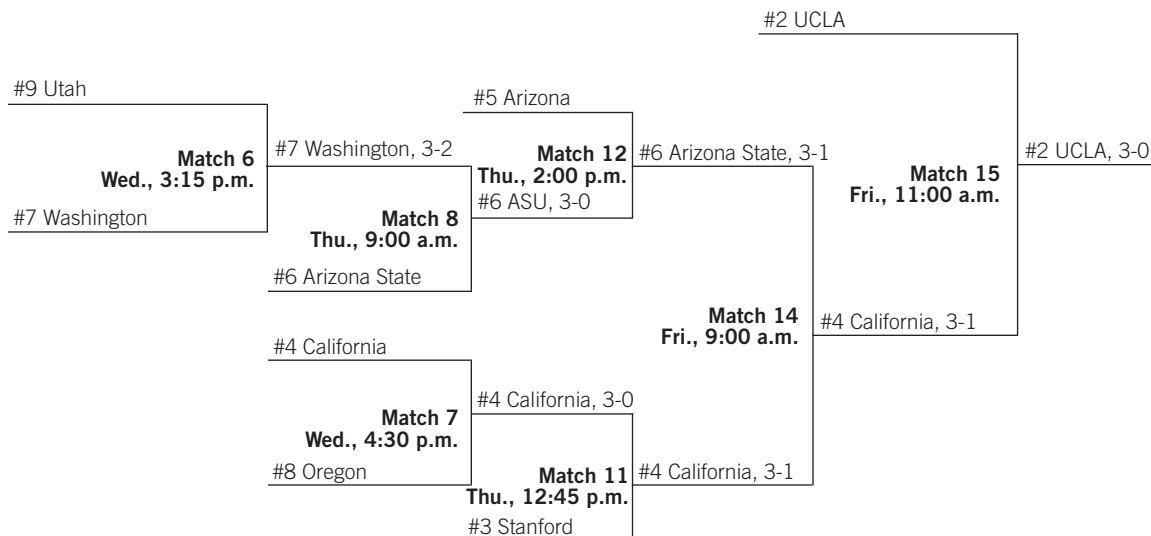 #2 UCLA
#9 Utah
#5 Arizona
Match 6
Wed., 3:15 p.m.
#7 Washington, 3-2
Match 12
Thu., 2:00 p.m.
#6 Arizona State, 3-1
Match 15
Fri., 11:00 a.m.
#2 UCLA, 3-0
#7 Washington
Match 8
Thu., 9:00 a.m.
#6 ASU, 3-0
#6 Arizona State
Match 14
Fri., 9:00 a.m.
#4 California, 3-1
#4 California
Match 7
Wed., 4:30 p.m.
#4 California, 3-0
#8 Oregon
Match 11
Thu., 12:45 p.m.
#4 California, 3-1
#3 Stanford